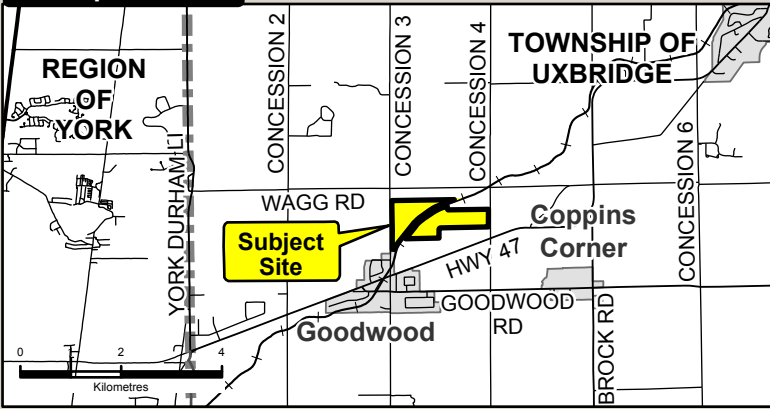 REGION
OF
YORK
YORK DURHAM LI
CONCESSION 2
CONCESSION 3
CONCESSION 4
TOWNSHIP OF
UXBRIDGE
CONCESSION 6
WAGG RD
Subject
Site
HWY 47
Coppins
Corner
GOODWOOD
RD
Goodwood
BROCK RD
0 1 2 4
Kilometres